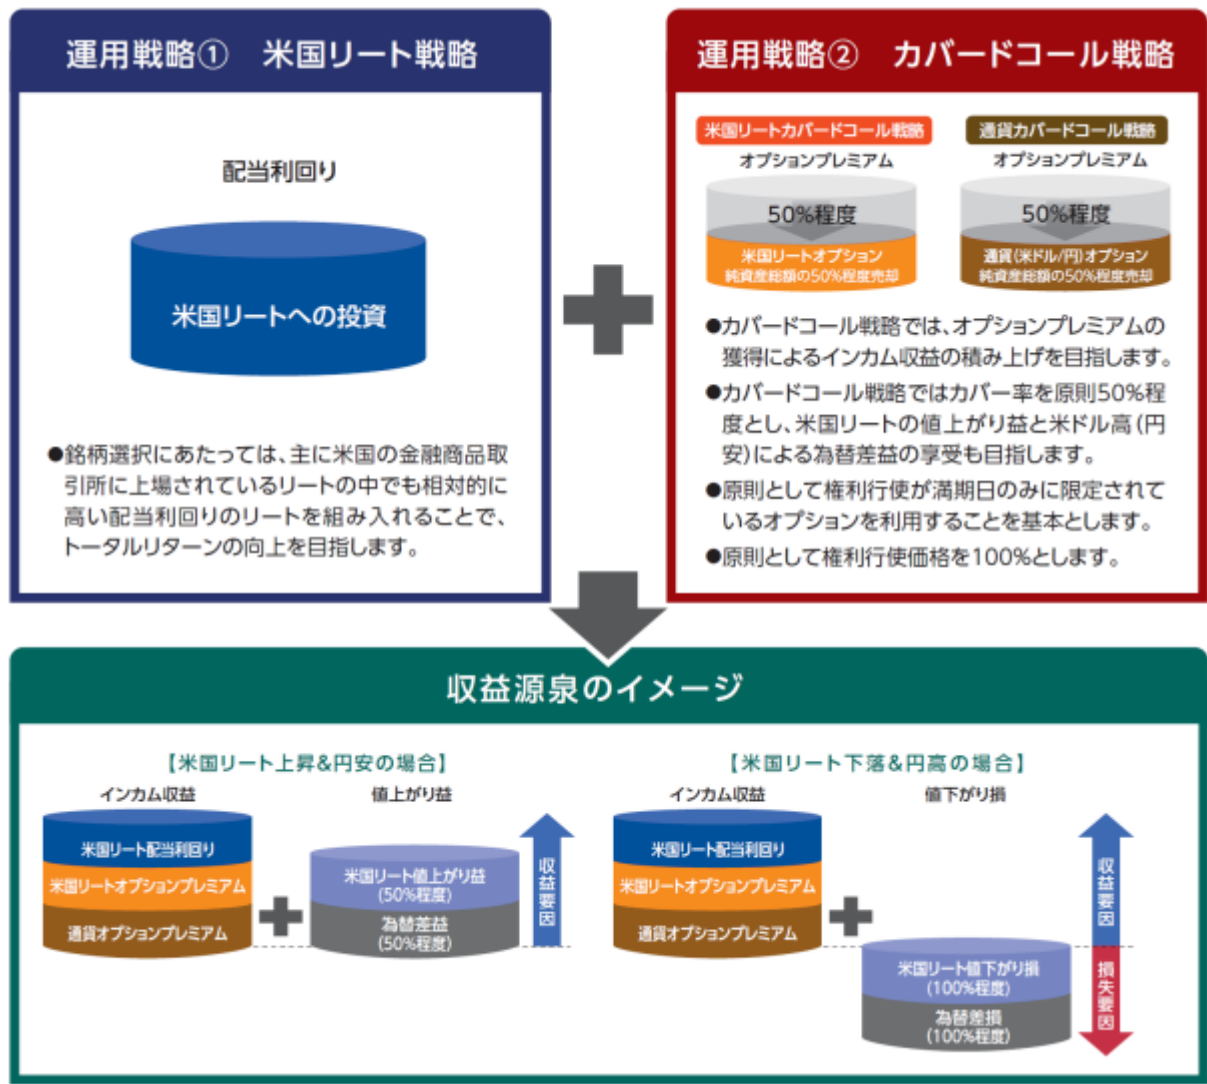 運用戦略① 米国リート戦略
配当利回り
米国リートへの投資
●銘柄選択にあたっては、主に米国の金融商品取
引所に上場されているリートの中でも相対的に
高い配当利回りのリートを組み入れることで、
トータルリターンの向上を目指します。
運用戦略② カバードコール戦略
米国リートカバードコール戦略
オプションプレミアム
50%程度
米国リートオプション
純資産総額の50%程度売却
通貨カバードコール戦略
オプションプレミアム
50%程度
通貨(米ドル/円)オプション
純資産総額の50%程度売却
●カバードコール戦略では、オプションプレミアムの
獲得によるインカム収益の積み上げを目指します。
●カバードコール戦略ではカバー率を原則50%程
度とし、米国リートの値上がり益と米ドル高(円
安)による為替差益の享受も目指します。
●原則として権利行使が満期日のみに限定されて
いるオプションを利用することを基本とします。
●原則として権利行使価格を100%とします。
収益源泉のイメージ
【米国リート上昇&円安の場合】
インカム収益
米国リート配当利回り
米国リートオプションプレミアム
通貨オプションプレミアム
値上がり益
米国リート値上がり益
(50%程度)
為替差益
(50%程度)
収益要因
【米国リート下落&円高の場合】
インカム収益
米国リート配当利回り
米国リートオプションプレミアム
通貨オプションプレミアム
値下がり損
米国リート値下がり損
(100%程度)
為替差損
(100%程度)
収益要因
損失要因